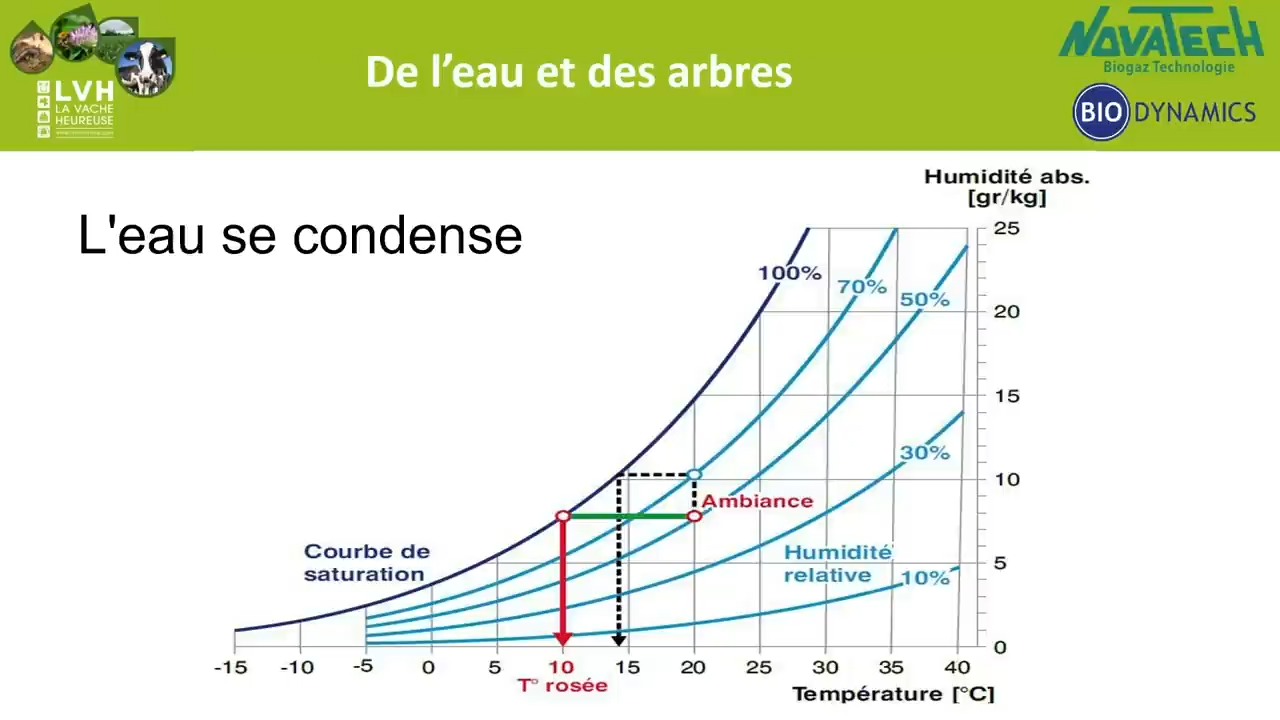 De l’eau et des arbres
LVH
LA VACHE
HEUREUSE
NOVATECH
Biogaz Technologie
BIO DYNAMICS
L'eau se condense
Humidité abs.
[gr/kg]
25
20
15
10
5
0
100%
70%
50%
30%
10%
Ambiance
Courbe de
saturation
Humidité
relative
-15 -10 -5 0 5 10 15 20 25 30 35 40
T° rosée
Température [°C]